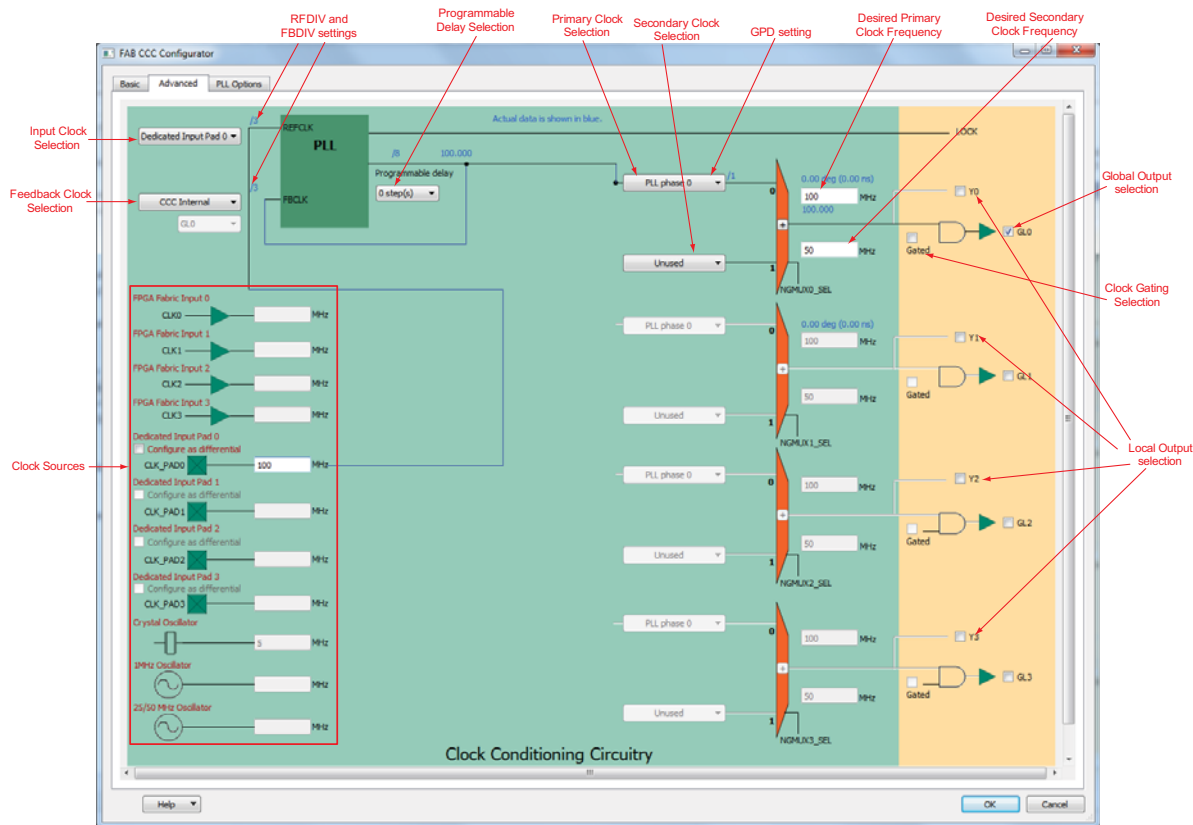 RFDIV and
FBDIV settings
Programmable
Delay Selection
Primary Clock
Selection
Secondary Clock
Selection
GPD setting
Desired Primary
Clock Frequency
Desired Secondary
Clock Frequency
FAB CCC Configurator
Basic
Advanced
PLL Options
Input Clock
Selection
Feedback Clock
Selection
Clock Sources
Dedicated Input Pad 0
CCC Internal
GL0
/3
/3
REFCLK
PLL
FBCLK
Actual data is shown in blue.
LOCK
/8
100.000
Programmable delay
0 step(s)
PLL phase 0
/1
0
0.00 deg (0.00 ns)
100
MHz
100.000
50
MHz
Unused
1
NGMUX0_SEL
Y0
GL0
Gated
Global Output
selection
Clock Gating
Selection
FPGA Fabric Input 0
CLK0
MHz
FPGA Fabric Input 1
CLK1
MHz
FPGA Fabric Input 2
CLK2
MHz
FPGA Fabric Input 3
CLK3
MHz
Dedicated Input Pad 0
Configure as differential
CLK_PAD0
100
MHz
Dedicated Input Pad 1
Configure as differential
CLK_PAD1
MHz
Dedicated Input Pad 2
Configure as differential
CLK_PAD2
MHz
Dedicated Input Pad 3
Configure as differential
CLK_PAD3
MHz
Crystal Oscillator
5
MHz
1MHz Oscillator
MHz
25/50 MHz Oscillator
MHz
PLL phase 0
0
0.00 deg (0.00 ns)
100
MHz
50
MHz
Unused
1
NGMUX1_SEL
Y1
GL1
Gated
Local Output
selection
PLL phase 0
0
100
MHz
50
MHz
Unused
1
NGMUX2_SEL
Y2
GL2
Gated
PLL phase 0
0
100
MHz
50
MHz
Unused
1
NGMUX3_SEL
Y3
GL3
Gated
Clock Conditioning Circuitry
Help
OK
Cancel